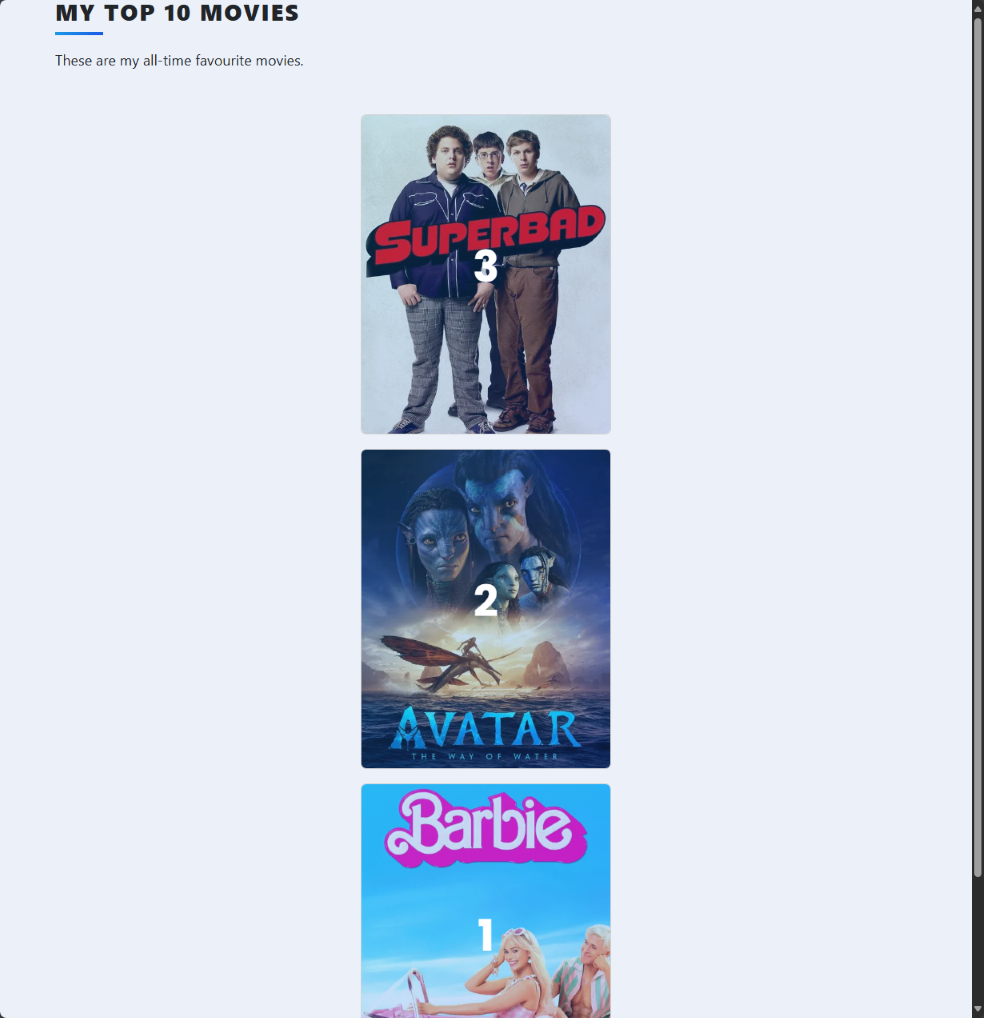 MY TOP 10 MOVIES
These are my all-time favourite movies.
SUPERBAD
3
2
AVATAR
THE WAY OF WATER
Barbie
1